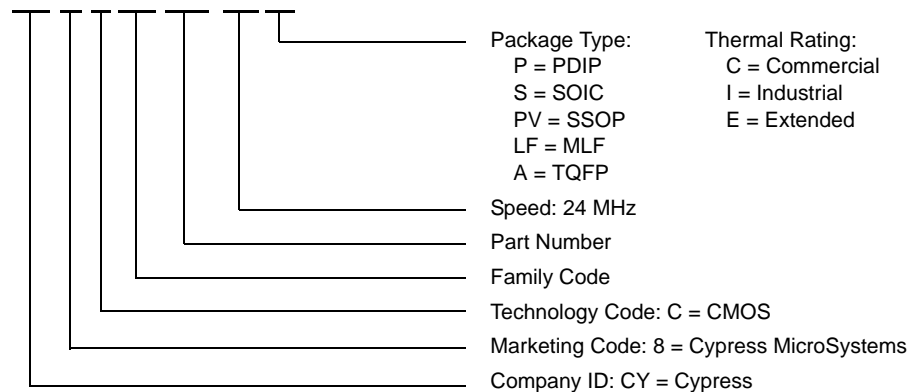 Package Type: Thermal Rating:
P = PDIP C = Commercial
S = SOIC I = Industrial
PV = SSOP E = Extended
LF = MLF
A = TQFP
Speed: 24 MHz
Part Number
Family Code
Technology Code: C = CMOS
Marketing Code: 8 = Cypress MicroSystems
Company ID: CY = Cypress